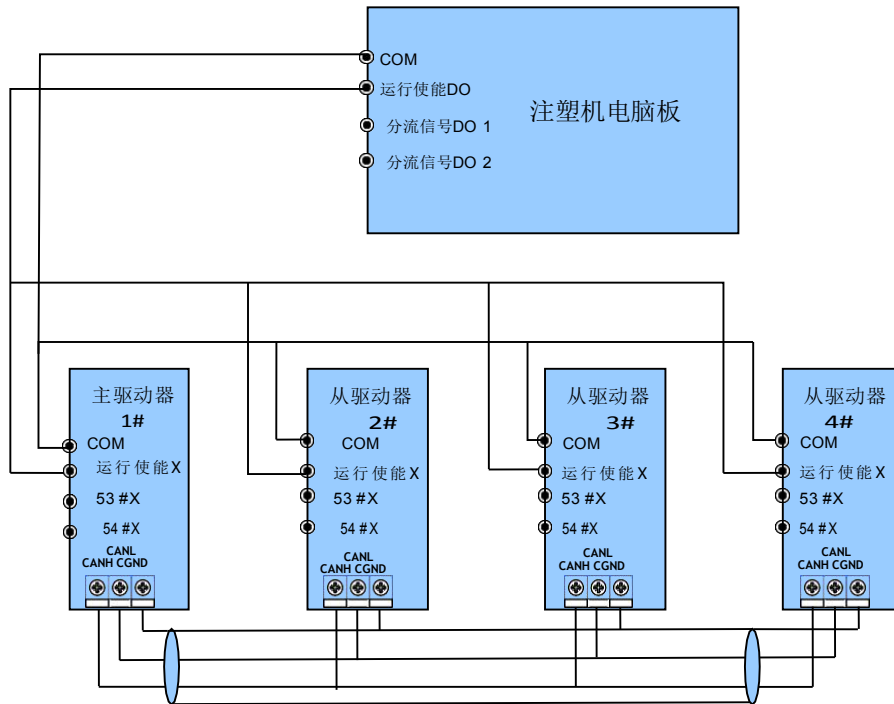 COM
运行使能DO
分流信号DO 1
分流信号DO 2
注塑机电脑板
主驱动器
1#
COM
运行使能X
53 #X
54 #X
CANL
CANH CGND
从驱动器
2#
COM
运行使能X
53 #X
54 #X
CANL
CANH CGND
从驱动器
3#
COM
运行使能X
53 #X
54 #X
CANL
CANH CGND
从驱动器
4#
COM
运行使能X
53 #X
54 #X
CANL
CANH CGND